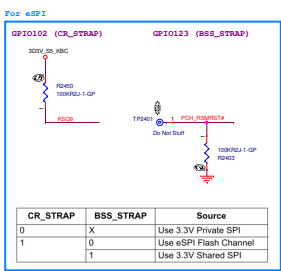 For eSPI
GPIO102 (CR_STRAP)
GPIO123 (BSS_STRAP)
3D3V_S5_KBC
R2450
100KR2J-1-GP
KSO9
TP2401
1
PCH_RSMRST#
Do Not Stuff
100KR2J-1-GP
R2403
CR_STRAP BSS_STRAP Source
0 X Use 3.3V Private SPI
1 0 Use eSPI Flash Channel
1 Use 3.3V Shared SPI